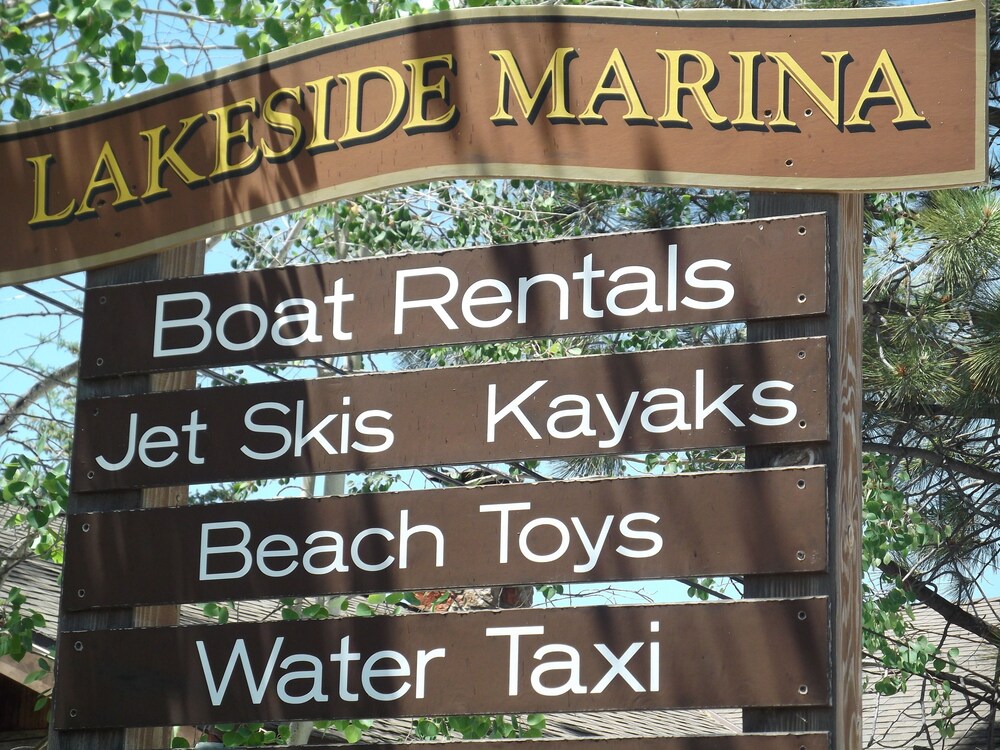 LAKESIDE MARINA
Boat Rentals
Jet Skis Kayaks
Beach Toys
Water Taxi